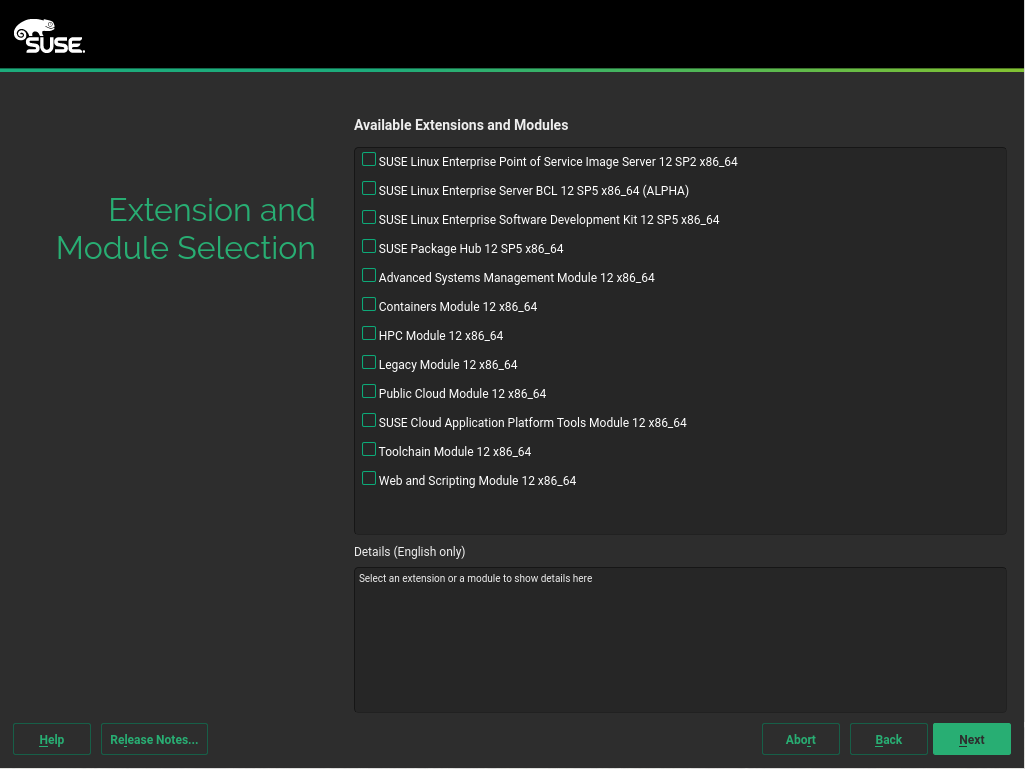 SUSE.
Available Extensions and Modules
Extension and
Module Selection
SUSE Linux Enterprise Point of Service Image Server 12 SP2 x86_64
SUSE Linux Enterprise Server BCL 12 SP5 x86_64 (ALPHA)
SUSE Linux Enterprise Software Development Kit 12 SP5 x86_64
SUSE Package Hub 12 SP5 x86_64
Advanced Systems Management Module 12 x86_64
Containers Module 12 x86_64
HPC Module 12 x86_64
Legacy Module 12 x86_64
Public Cloud Module 12 x86_64
SUSE Cloud Application Platform Tools Module 12 x86_64
Toolchain Module 12 x86_64
Web and Scripting Module 12 x86_64
Details (English only)
Select an extension or a module to show details here
Help Release Notes... Abort Back Next